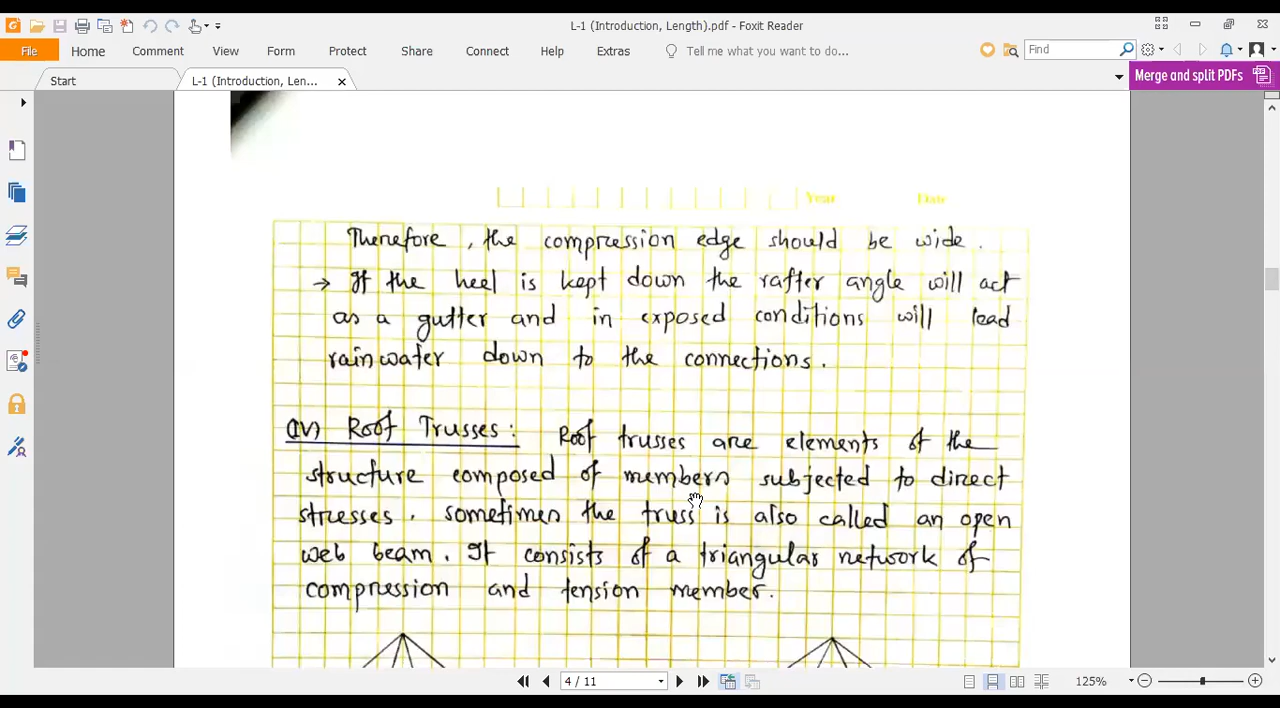 L-1 (Introduction, Length).pdf - Foxit Reader
File Home Comment View Form Protect Share Connect Help Extras Tell me what you want to do... Find
Start L-1 (Introduction, Len... Merge and split PDFs
Year Date
Therefore, the compression edge should be wide.
→ If the heel is kept down the rafter angle will act
as a gutter and in exposed conditions will lead
rainwater down to the connections.
(IV) Roof Trusses: Roof trusses are elements of the
structure composed of members subjected to direct
stresses. sometimes the truss is also called an open
web beam. It consists of a triangular network of
compression and tension member.
4 / 11 125%